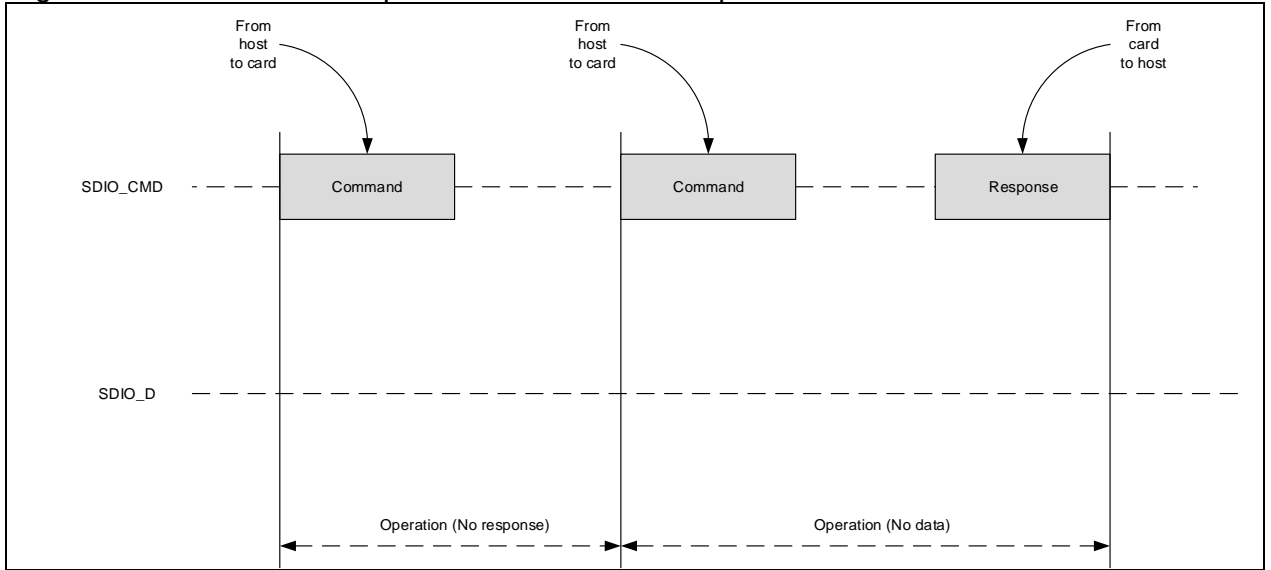 From
host
to card
From
host
to card
From
card
to host
SDIO_CMD
Command
Command
Response
SDIO_D
Operation (No response)
Operation (No data)